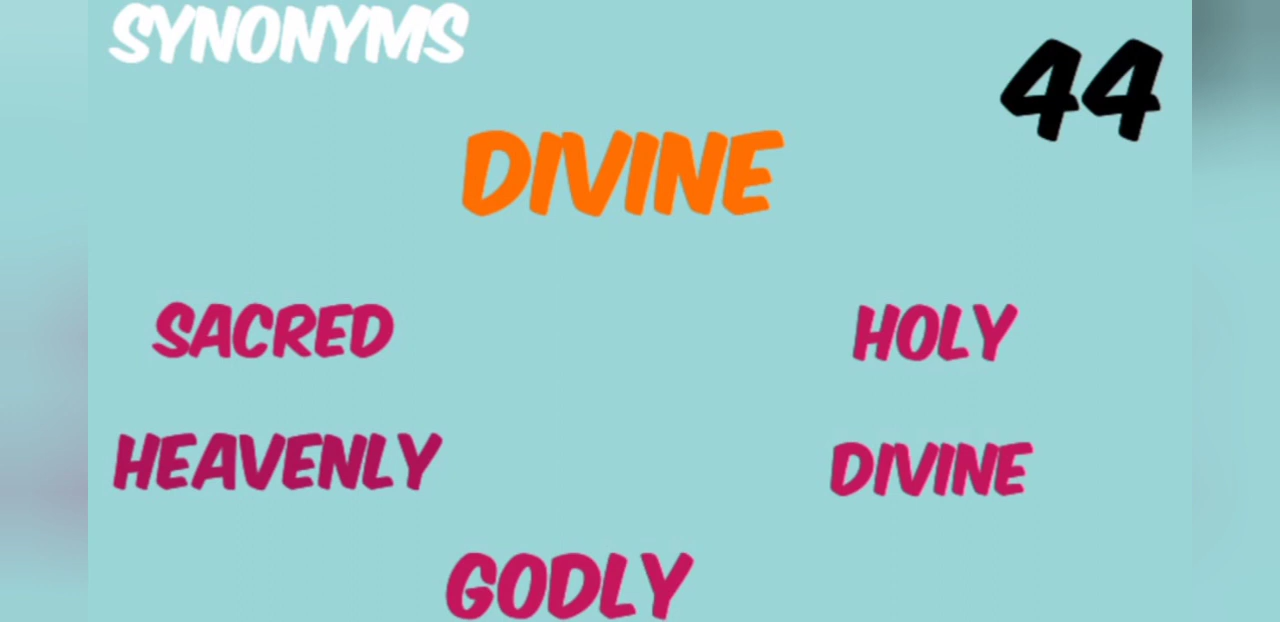 SYNONYMS
44
DIVINE
SACRED
HOLY
HEAVENLY
DIVINE
GODLY